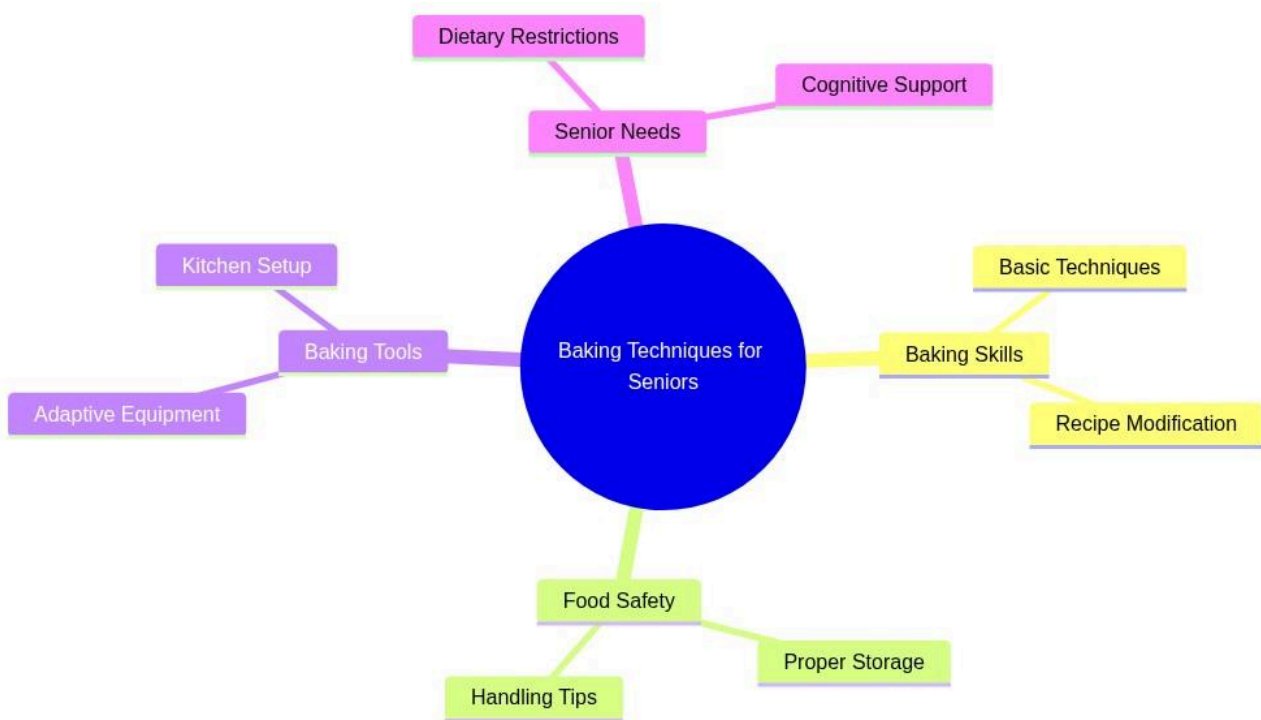 Dietary Restrictions
Cognitive Support
Senior Needs
Kitchen Setup
Basic Techniques
Baking Tools
Baking Techniques for
Seniors
Baking Skills
Adaptive Equipment
Recipe Modification
Food Safety
Proper Storage
Handling Tips